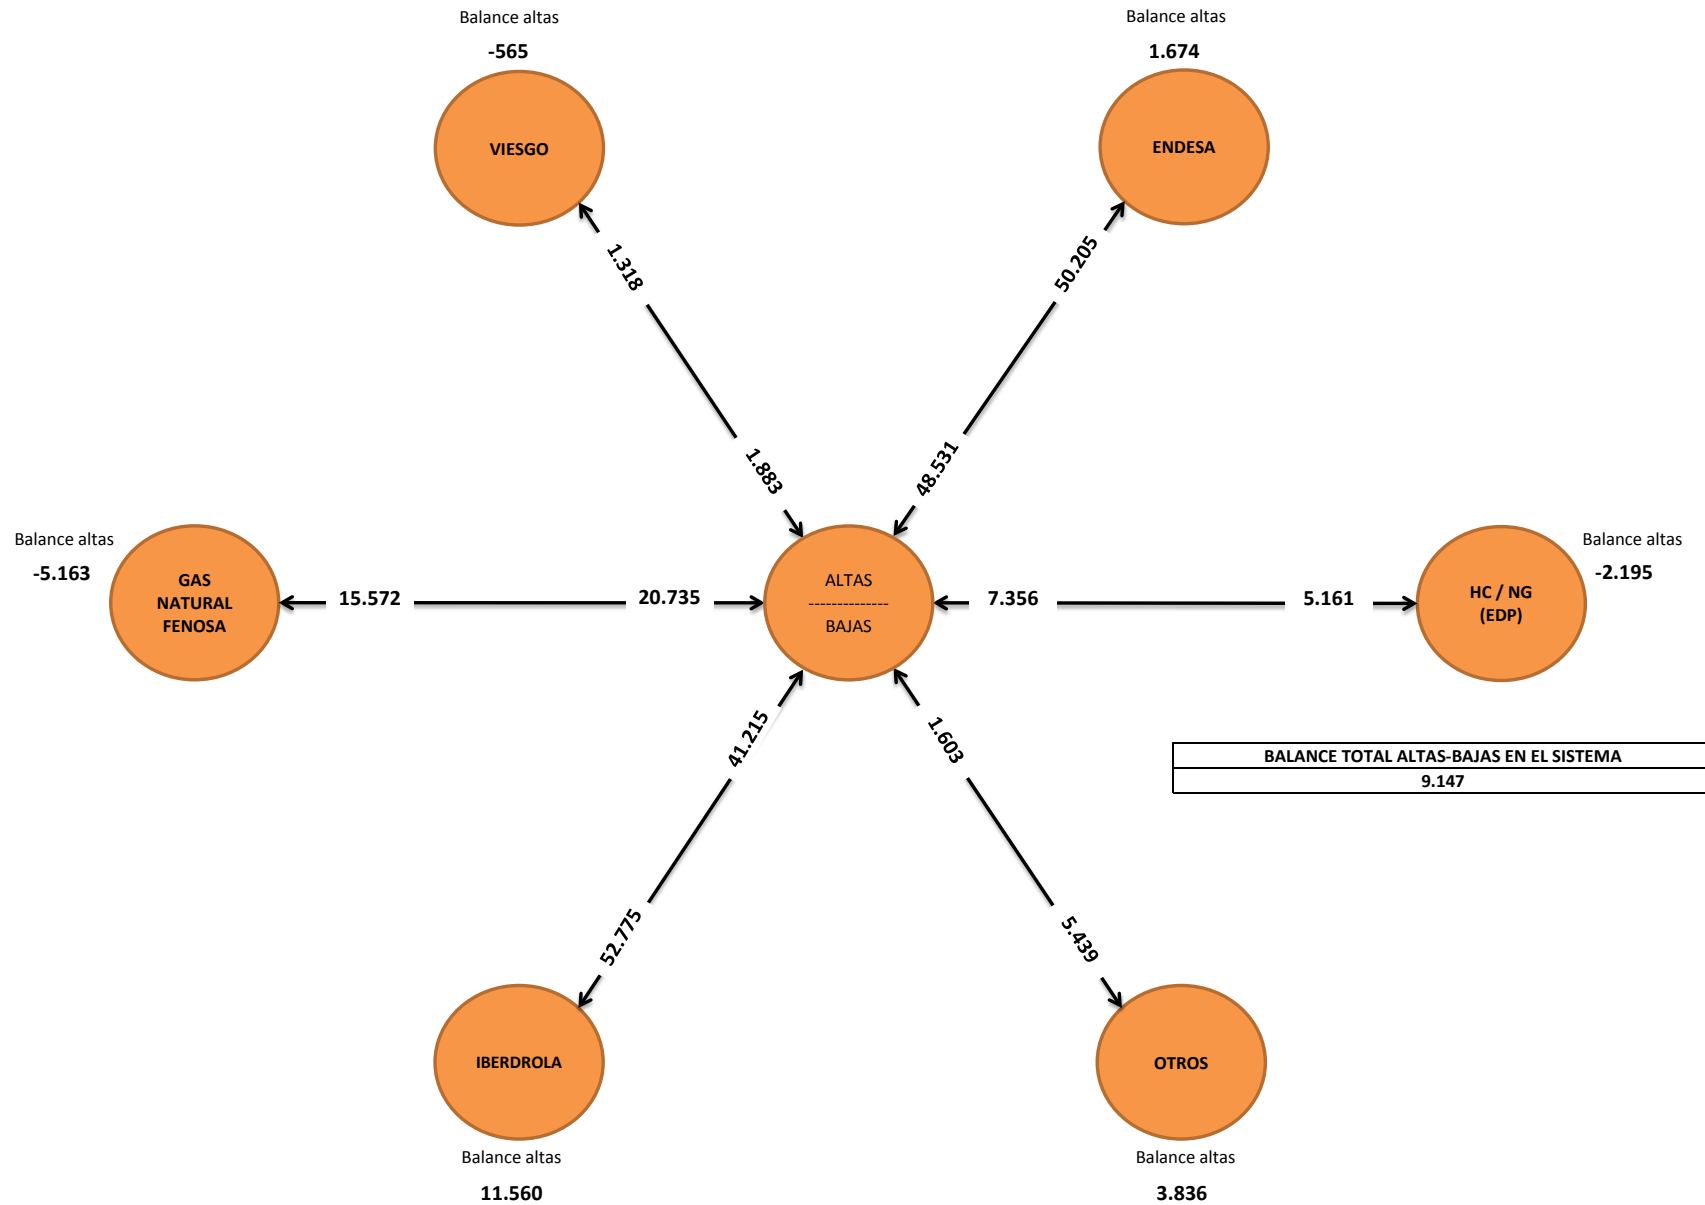 Balance altas
-565
Balance altas
1.674
VIESGO
ENDESA
1.318
50.205
1.883
48.531
Balance altas
-5.163
GAS
NATURAL
FENOSA
15.572
20.735
ALTAS
--------------
BAJAS
7.356
5.161
HC / NG
(EDP)
Balance altas
-2.195
41.215
1.603
BALANCE TOTAL ALTAS-BAJAS EN EL SISTEMA
9.147
52.775
5.439
IBERDROLA
OTROS
Balance altas
11.560
Balance altas
3.836